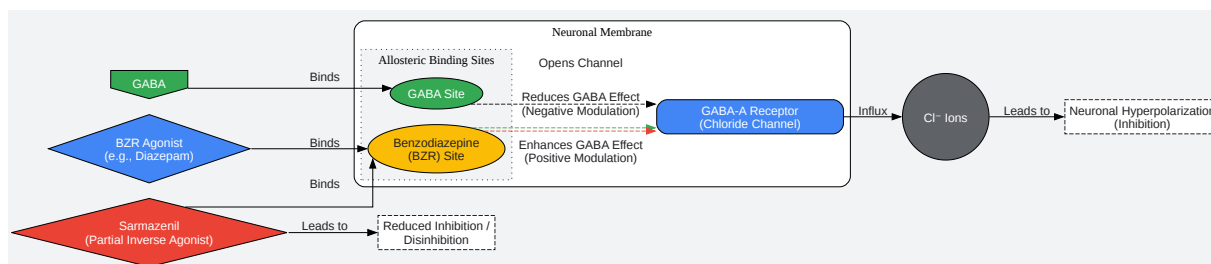 Neuronal Membrane
Allosteric Binding Sites
Opens Channel
GABA
Binds
GABA Site
Reduces GABA Effect
(Negative Modulation)
GABA-A Receptor
(Chloride Channel)
Influx
Cl⁻ Ions
Leads to
Neuronal Hyperpolarization
(Inhibition)
BZR Agonist
(e.g., Diazepam)
Binds
Benzodiazepine
(BZR) Site
Enhances GABA Effect
(Positive Modulation)
Binds
Sarmazenil
(Partial Inverse Agonist)
Leads to
Reduced Inhibition /
Disinhibition